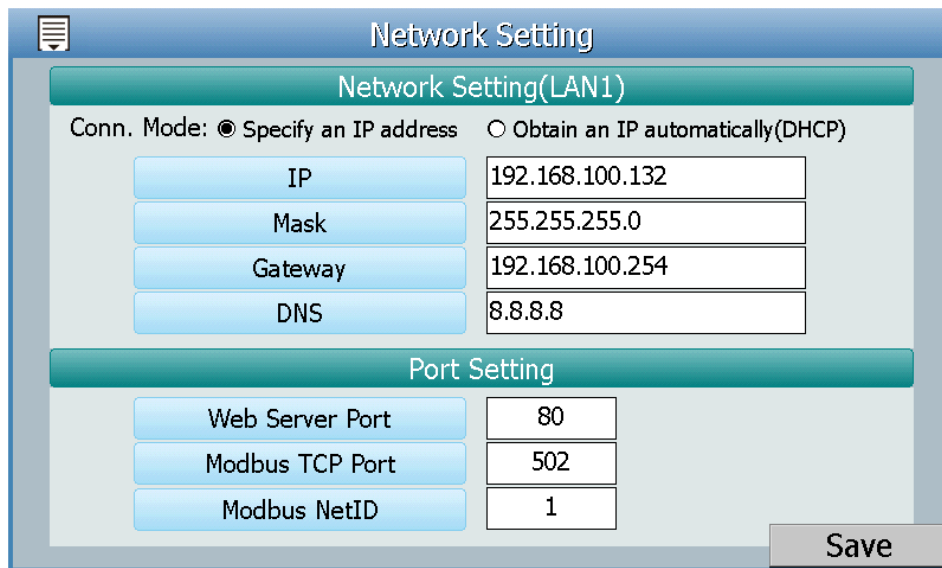 Network Setting
Network Setting(LAN1)
Conn. Mode: Specify an IP address Obtain an IP automatically(DHCP)
IP 192.168.100.132
Mask 255.255.255.0
Gateway 192.168.100.254
DNS 8.8.8.8
Port Setting
Web Server Port 80
Modbus TCP Port 502
Modbus NetID 1
Save